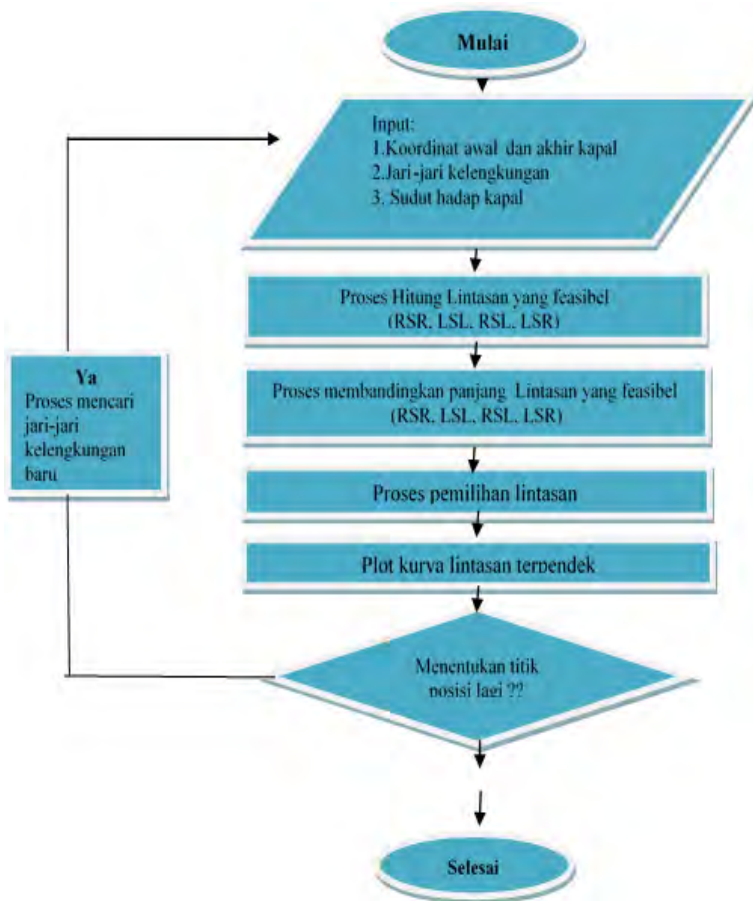 Mulai
Input:
1.Koordinat awal dan akhir kapal
2.Jari-jari kelengkungan
3. Sudut hadap kapal
Proses Hitung Lintasan yang feasibel
(RSR, LSL, RSL, LSR)
Ya
Proses mencari
jari-jari
kelengkungan
baru
Proses membandingkan panjang Lintasan yang feasibel
(RSR, LSL, RSL, LSR)
Proses pemilihan lintasan
Plot kurva lintasan terpendek
Menentukan titik
posisi lagi ??
Selesai